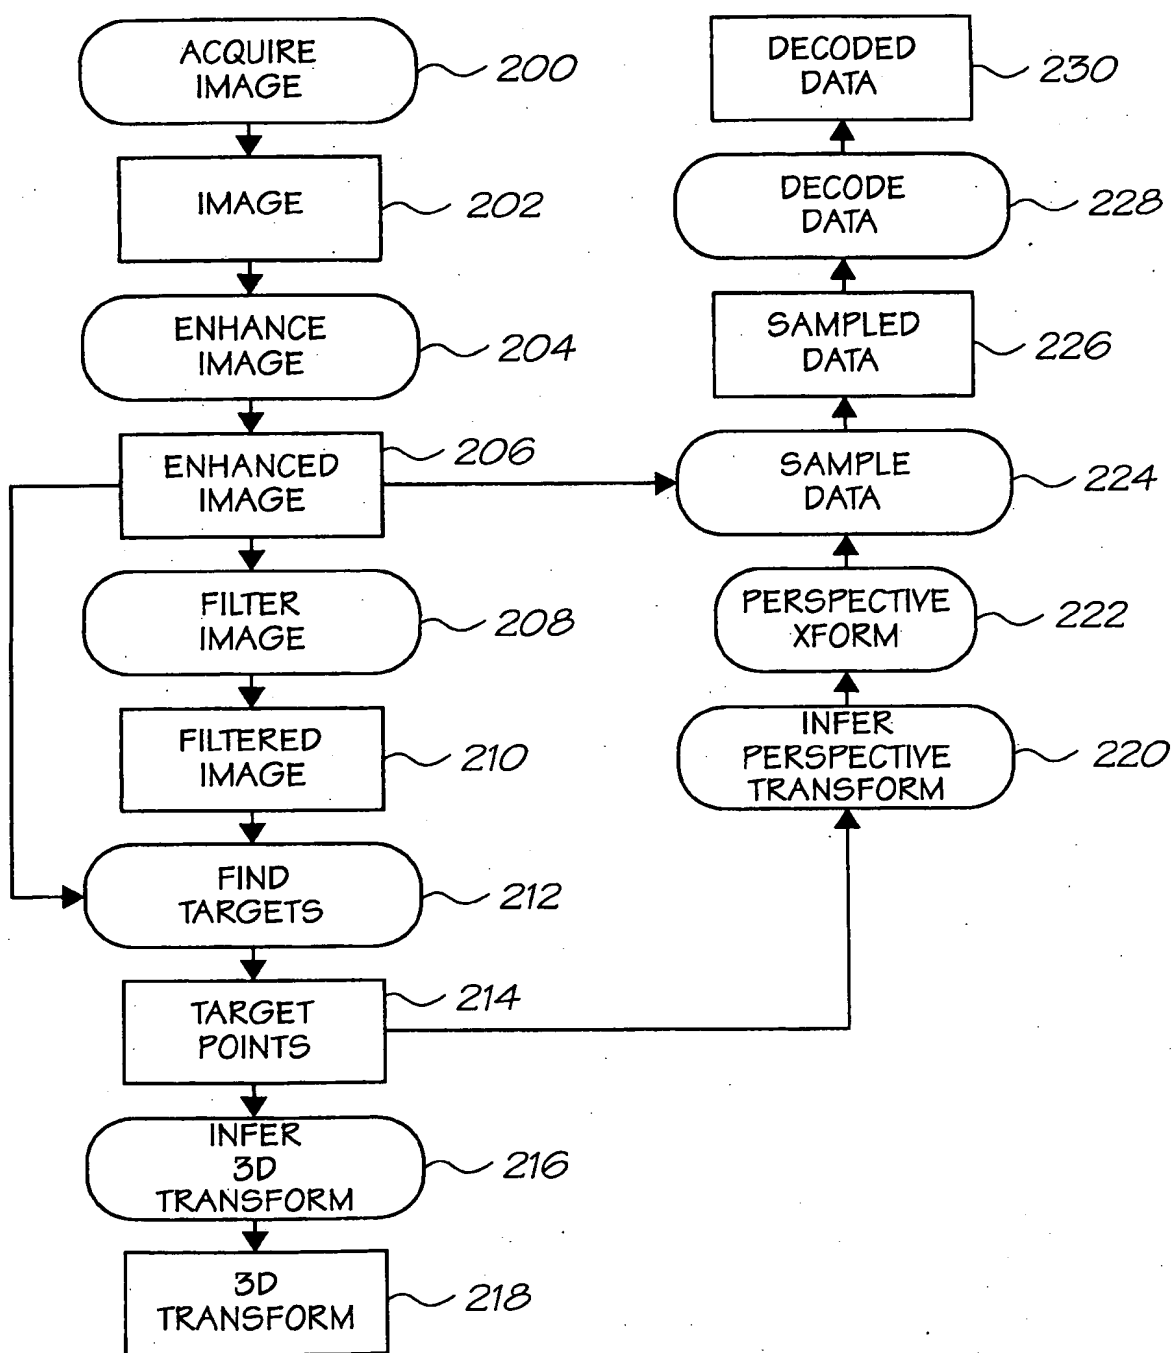 ACQUIRE
IMAGE
200
IMAGE
202
ENHANCE
IMAGE
204
ENHANCED
IMAGE
206
FILTER
IMAGE
208
FILTERED
IMAGE
210
FIND
TARGETS
212
TARGET
POINTS
214
INFER
3D
TRANSFORM
216
3D
TRANSFORM
218
DECODED
DATA
230
DECODE
DATA
228
SAMPLED
DATA
226
SAMPLE
DATA
224
PERSPECTIVE
XFORM
222
INFER
PERSPECTIVE
TRANSFORM
220